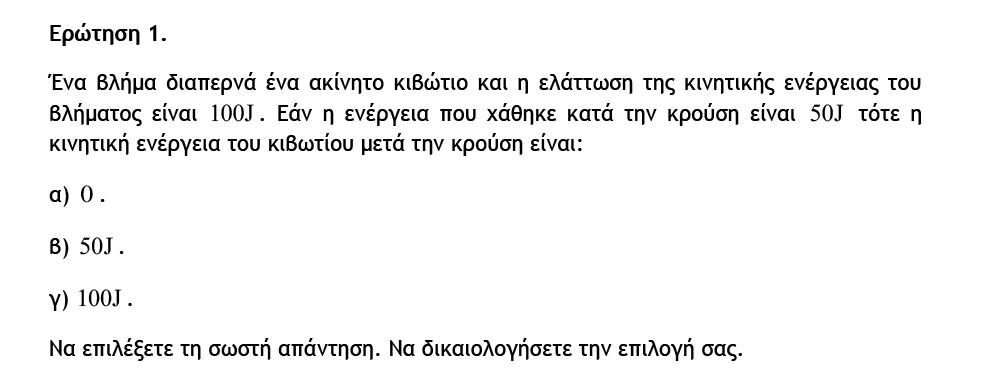 Ερώτηση 1.
Ένα βλήμα διαπερνά ένα ακίνητο κιβώτιο και η ελάττωση της κινητικής ενέργειας του
βλήματος είναι 100J. Εάν η ενέργεια που χάθηκε κατά την κρούση είναι 50J τότε η
κινητική ενέργεια του κιβωτίου μετά την κρούση είναι:
α) 0.
β) 50J.
γ) 100J.
Να επιλέξετε τη σωστή απάντηση. Να δικαιολογήσετε την επιλογή σας.